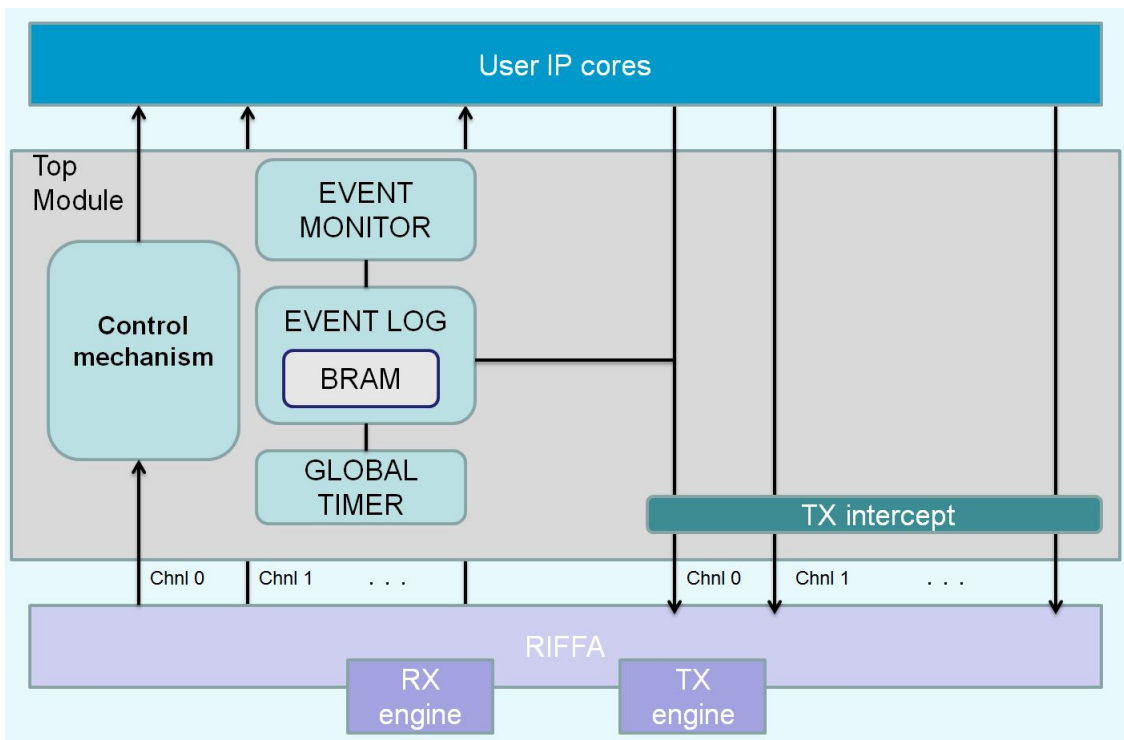 User IP cores
Top
Module
EVENT
MONITOR
Control
mechanism
EVENT LOG
BRAM
GLOBAL
TIMER
TX intercept
Chnl 0
Chnl 1
. . .
Chnl 0
Chnl 1
. . .
RIFFA
RX
engine
TX
engine